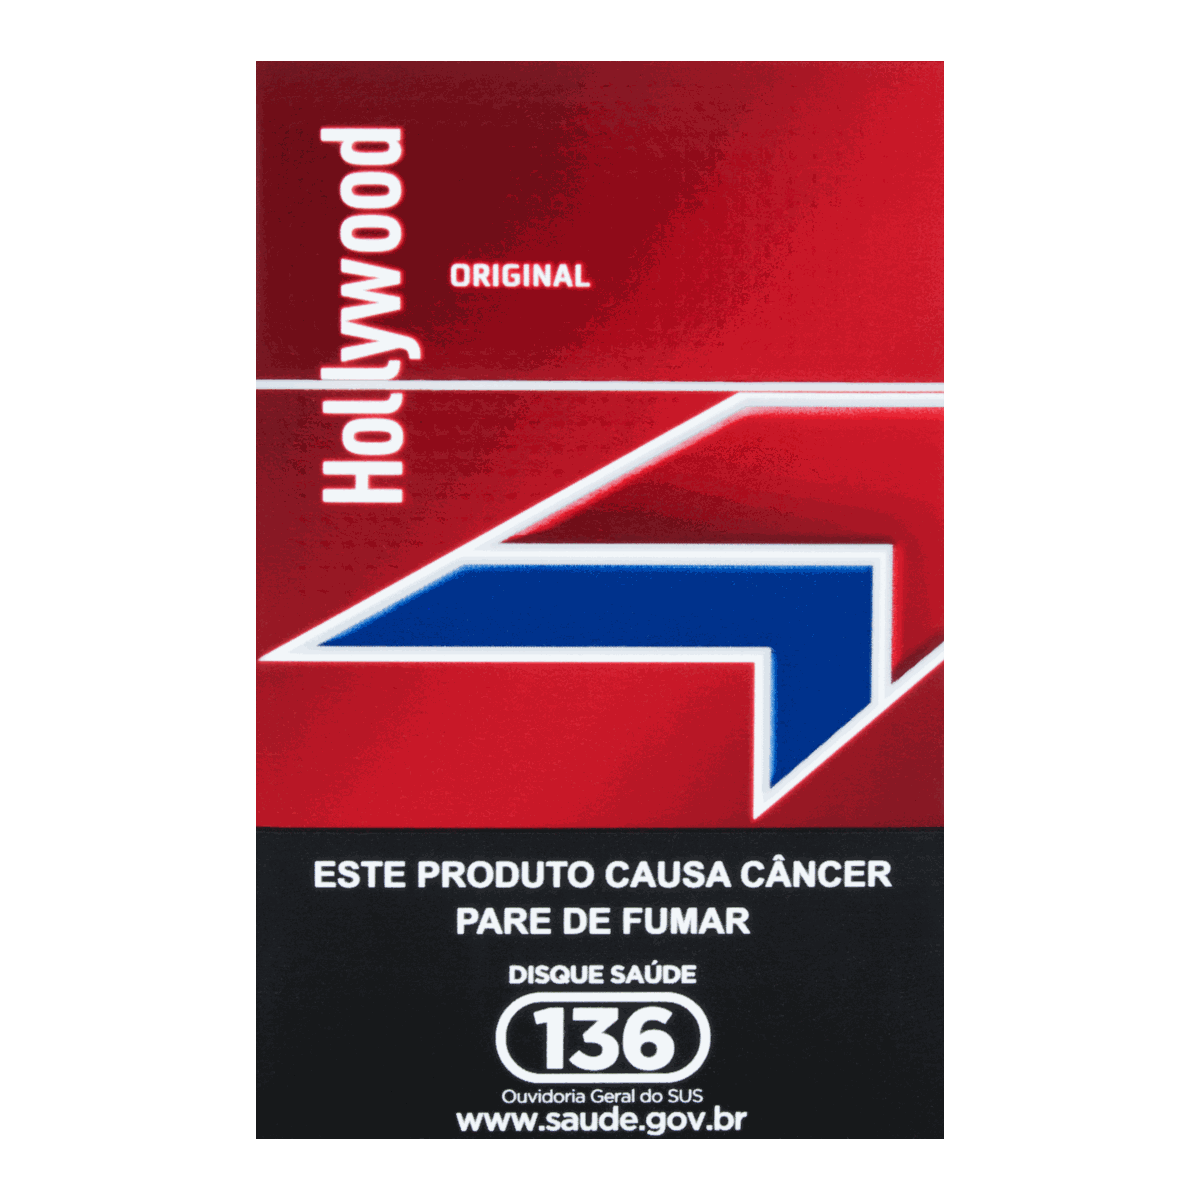 Hollywood
ORIGINAL
ESTE PRODUTO CAUSA CÂNCER
PARE DE FUMAR
DISQUE SAÚDE
136
Ouvidoria Geral do SUS
www.saude.gov.br